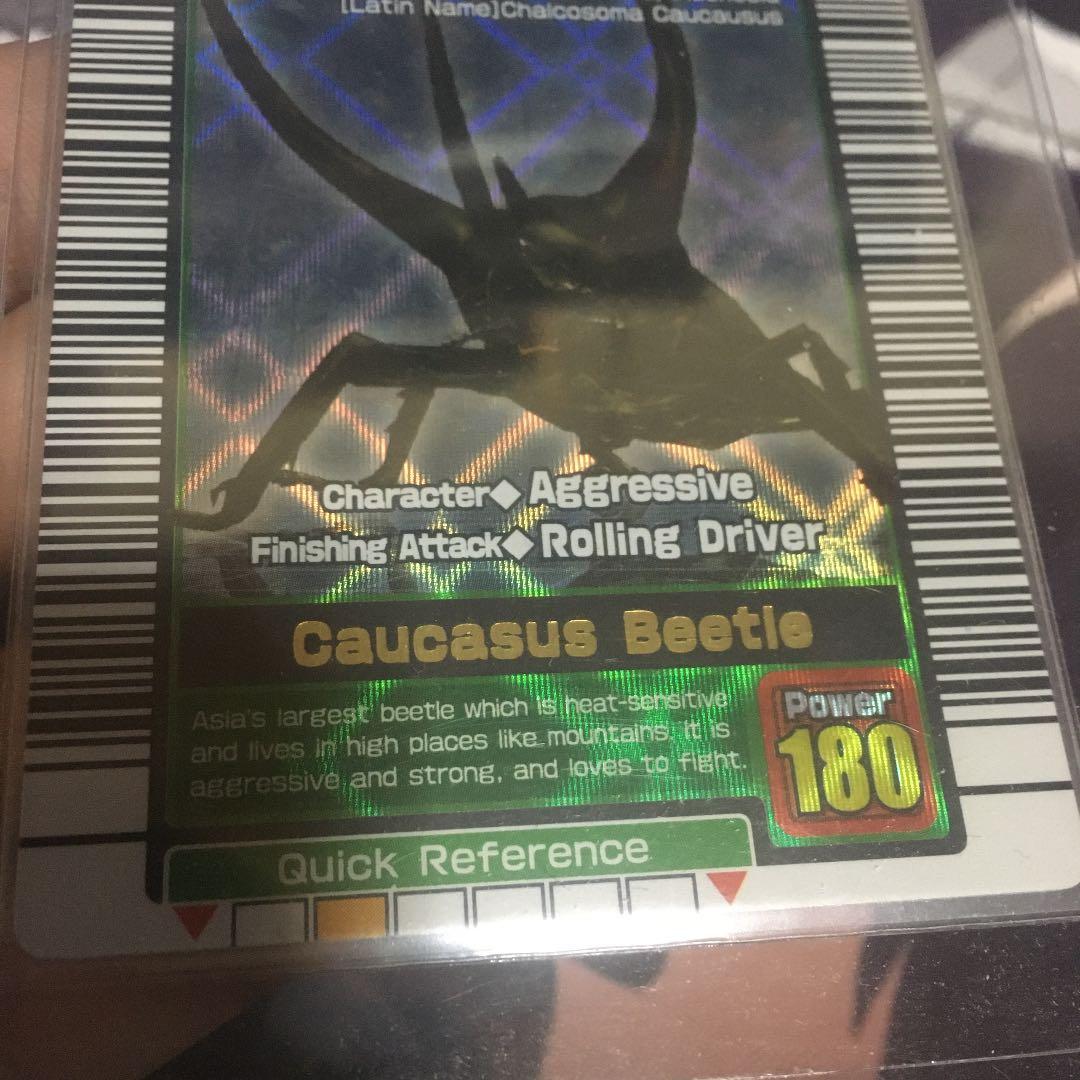 [Latin Name]Chalcosoma Caucausus
Character◆Aggressive
Finishing Attack◆Rolling Driver
Caucasus Beetle
Asia's largest beetle which is heat-sensitive
and lives in high places like mountains. It is
aggressive and strong, and loves to fight.
Power
180
Quick Reference